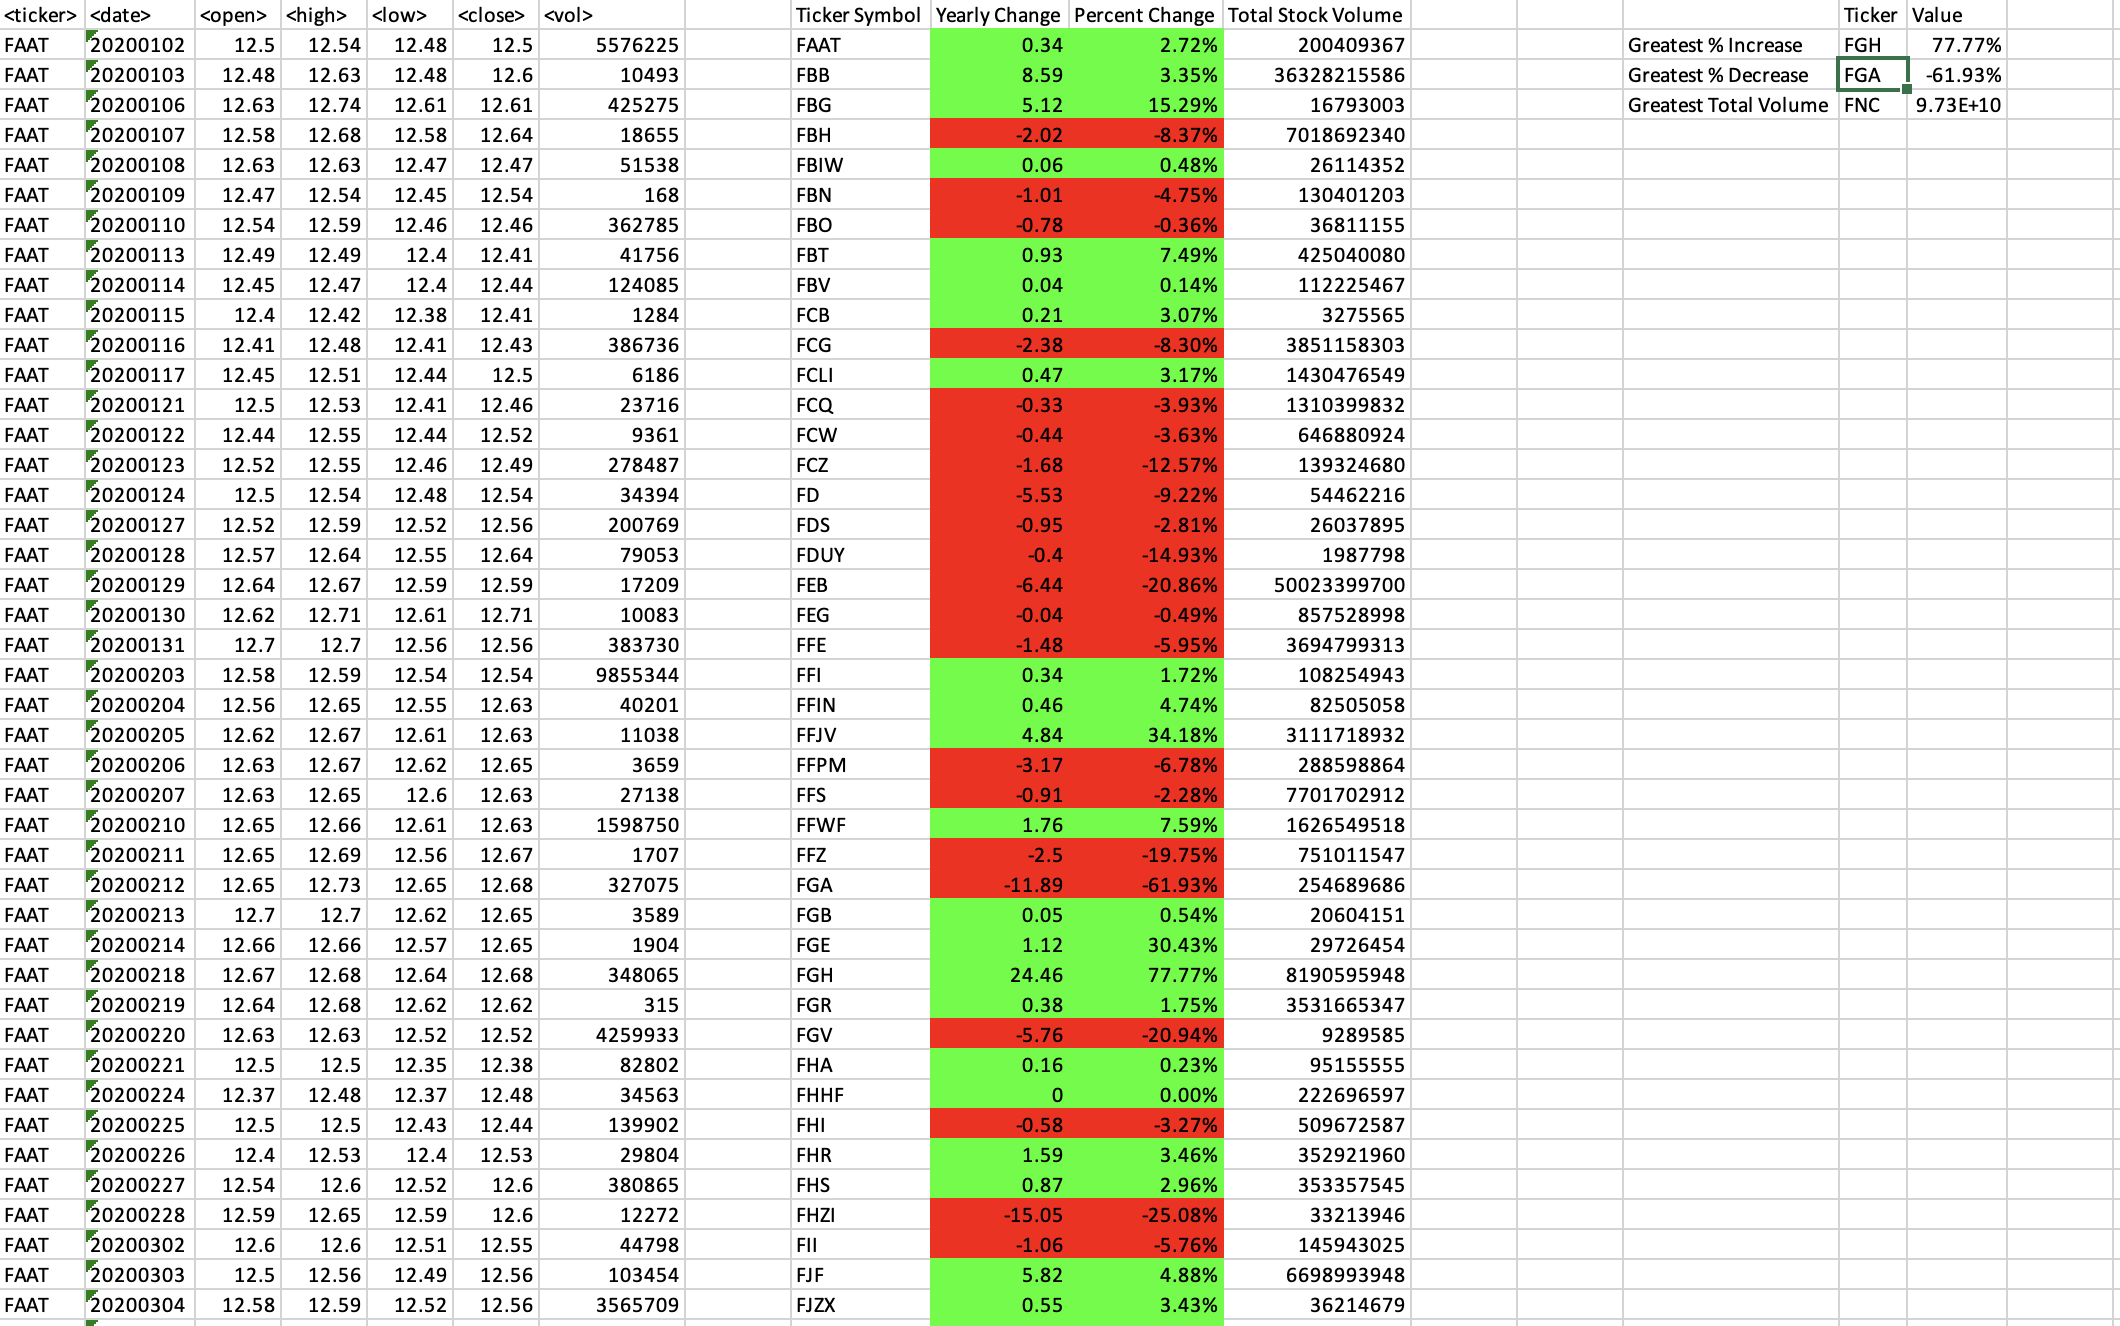 <ticker> <date> <open> <high> <low> <close> <vol> Ticker Symbol Yearly Change Percent Change Total Stock Volume Ticker Value
FAAT 20200102 12.5 12.54 12.48 12.5 5576225 FAAT 0.34 2.72% 200409367 Greatest % Increase FGH 77.77%
FAAT 20200103 12.48 12.63 12.48 12.6 10493 FBB 8.59 3.35% 36328215586 Greatest % Decrease FGA -61.93%
FAAT 20200106 12.63 12.74 12.61 12.61 425275 FBG 5.12 15.29% 16793003 Greatest Total Volume FNC 9.73E+10
FAAT 20200107 12.58 12.68 12.58 12.64 18655 FBH -2.02 -8.37% 7018692340
FAAT 20200108 12.63 12.63 12.47 12.47 51538 FBIW 0.06 0.48% 26114352
FAAT 20200109 12.47 12.54 12.45 12.54 168 FBN -1.01 -4.75% 130401203
FAAT 20200110 12.54 12.59 12.46 12.46 362785 FBO -0.78 -0.36% 36811155
FAAT 20200113 12.49 12.49 12.4 12.41 41756 FBT 0.93 7.49% 425040080
FAAT 20200114 12.45 12.47 12.4 12.44 124085 FBV 0.04 0.14% 112225467
FAAT 20200115 12.4 12.42 12.38 12.41 1284 FCB 0.21 3.07% 3275565
FAAT 20200116 12.41 12.48 12.41 12.43 386736 FCG -2.38 -8.30% 3851158303
FAAT 20200117 12.45 12.51 12.44 12.5 6186 FCLI 0.47 3.17% 1430476549
FAAT 20200121 12.5 12.53 12.41 12.46 23716 FCQ -0.33 -3.93% 1310399832
FAAT 20200122 12.44 12.55 12.44 12.52 9361 FCW -0.44 -3.63% 646880924
FAAT 20200123 12.52 12.55 12.46 12.49 278487 FCZ -1.68 -12.57% 139324680
FAAT 20200124 12.5 12.54 12.48 12.54 34394 FD -5.53 -9.22% 54462216
FAAT 20200127 12.52 12.59 12.52 12.56 200769 FDS -0.95 -2.81% 26037895
FAAT 20200128 12.57 12.64 12.55 12.64 79053 FDUY -0.4 -14.93% 1987798
FAAT 20200129 12.64 12.67 12.59 12.59 17209 FEB -6.44 -20.86% 50023399700
FAAT 20200130 12.62 12.71 12.61 12.71 10083 FEG -0.04 -0.49% 857528998
FAAT 20200131 12.7 12.7 12.56 12.56 383730 FFE -1.48 -5.95% 3694799313
FAAT 20200203 12.58 12.59 12.54 12.54 9855344 FFI 0.34 1.72% 108254943
FAAT 20200204 12.56 12.65 12.55 12.63 40201 FFIN 0.46 4.74% 82505058
FAAT 20200205 12.62 12.67 12.61 12.63 11038 FFJV 4.84 34.18% 3111718932
FAAT 20200206 12.63 12.67 12.62 12.65 3659 FFPM -3.17 -6.78% 288598864
FAAT 20200207 12.63 12.65 12.6 12.63 27138 FFS -0.91 -2.28% 7701702912
FAAT 20200210 12.65 12.66 12.61 12.63 1598750 FFWF 1.76 7.59% 1626549518
FAAT 20200211 12.65 12.69 12.56 12.67 1707 FFZ -2.5 -19.75% 751011547
FAAT 20200212 12.65 12.73 12.65 12.68 327075 FGA -11.89 -61.93% 254689686
FAAT 20200213 12.7 12.7 12.62 12.65 3589 FGB 0.05 0.54% 20604151
FAAT 20200214 12.66 12.66 12.57 12.65 1904 FGE 1.12 30.43% 29726454
FAAT 20200218 12.67 12.68 12.64 12.68 348065 FGH 24.46 77.77% 8190595948
FAAT 20200219 12.64 12.68 12.62 12.62 315 FGR 0.38 1.75% 3531665347
FAAT 20200220 12.63 12.63 12.52 12.52 4259933 FGV -5.76 -20.94% 9289585
FAAT 20200221 12.5 12.5 12.35 12.38 82802 FHA 0.16 0.23% 95155555
FAAT 20200224 12.37 12.48 12.37 12.48 34563 FHHF 0 0.00% 222696597
FAAT 20200225 12.5 12.5 12.43 12.44 139902 FHI -0.58 -3.27% 509672587
FAAT 20200226 12.4 12.53 12.4 12.53 29804 FHR 1.59 3.46% 352921960
FAAT 20200227 12.54 12.6 12.52 12.6 380865 FHS 0.87 2.96% 353357545
FAAT 20200228 12.59 12.65 12.59 12.6 12272 FHZI -15.05 -25.08% 33213946
FAAT 20200302 12.6 12.6 12.51 12.55 44798 FII -1.06 -5.76% 145943025
FAAT 20200303 12.5 12.56 12.49 12.56 103454 FJF 5.82 4.88% 6698993948
FAAT 20200304 12.58 12.59 12.52 12.56 3565709 FJZX 0.55 3.43% 36214679